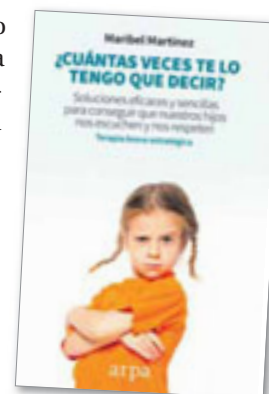 o
a
Maribel Martínez
¿CUÁNTAS VECES TE LO
TENGO QUE DECIR?
Soluciones eficaces y sencillas
para conseguir que nuestros hijos
nos escuchen y nos respeten
Terapia breve estratégica
arpa